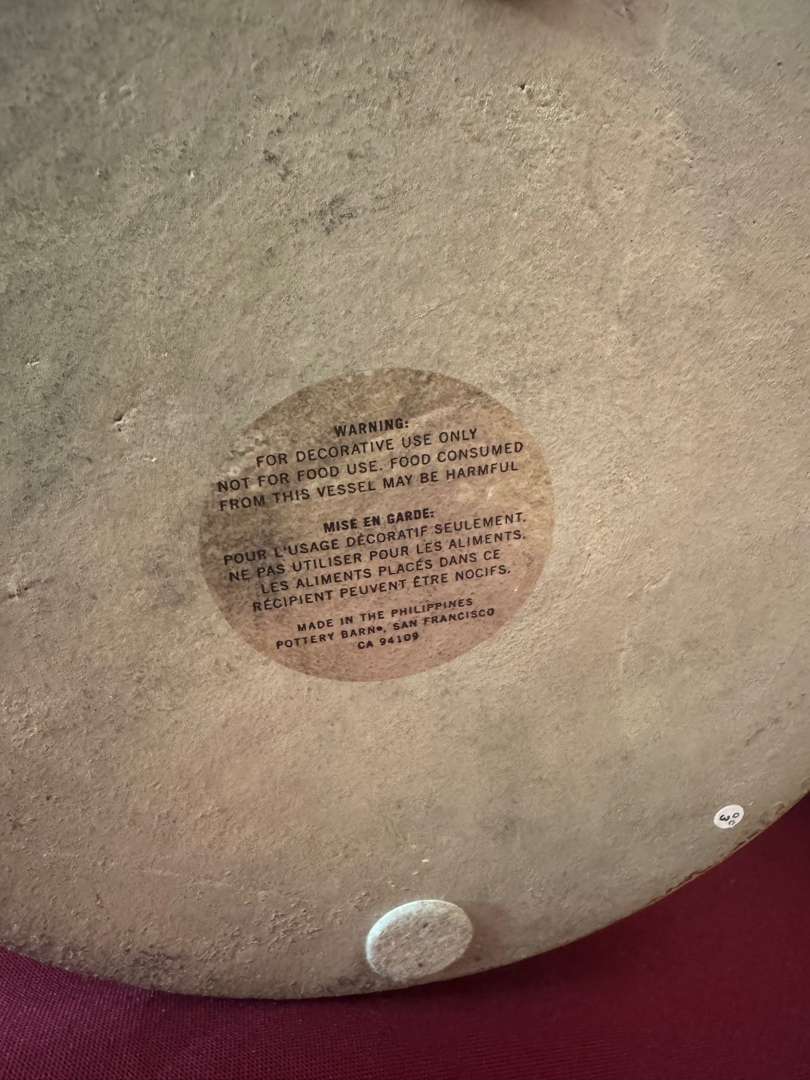 WARNING:
FOR DECORATIVE USE ONLY
NOT FOR FOOD USE. FOOD CONSUMED
FROM THIS VESSEL MAY BE HARMFUL
MISE EN GARDE:
POUR L'USAGE DÉCORATIF SEULEMENT.
NE PAS UTILISER POUR LES ALIMENTS.
LES ALIMENTS PLACÉS DANS CE
RÉCIPIENT PEUVENT ÊTRE NOCIFS.
MADE IN THE PHILIPPINES
POTTERY BARN®, SAN FRANCISCO
CA 94109